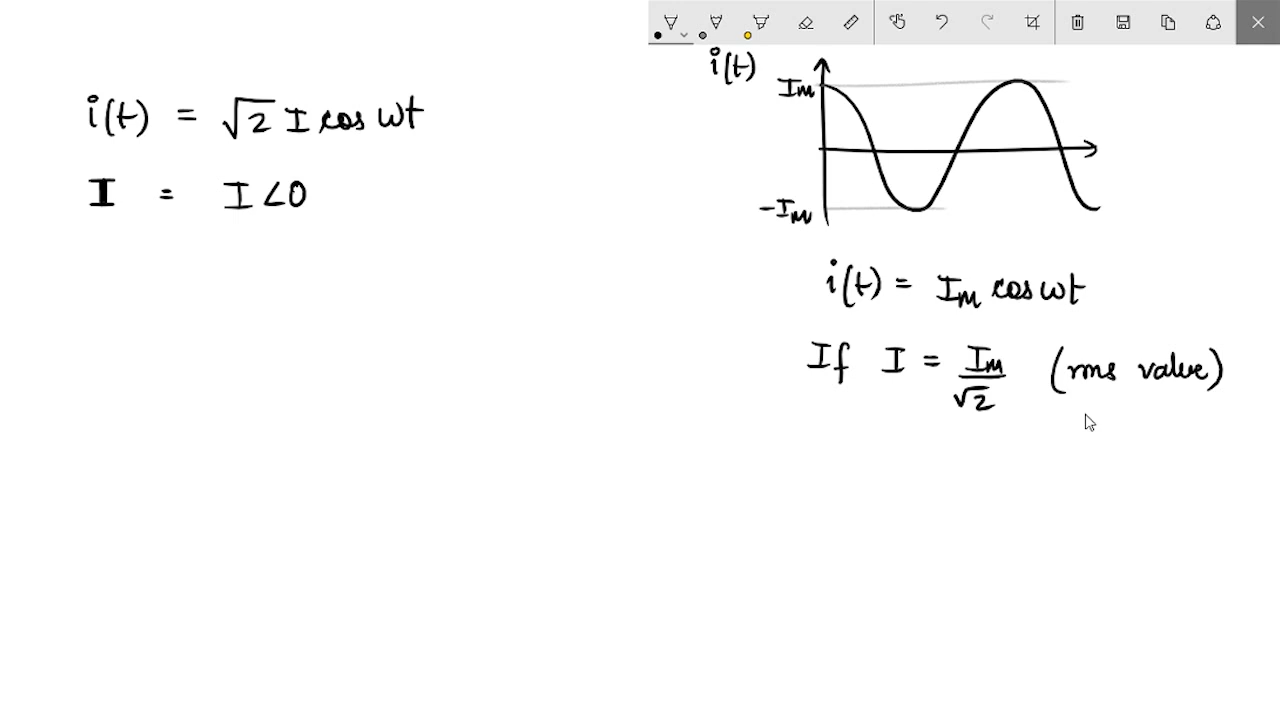 i(t) = √2 I cos ωt
I = I∠0
i(t)
Im
-Im
i(t) = Im cos ωt
If I = Im/√2 (rms value)